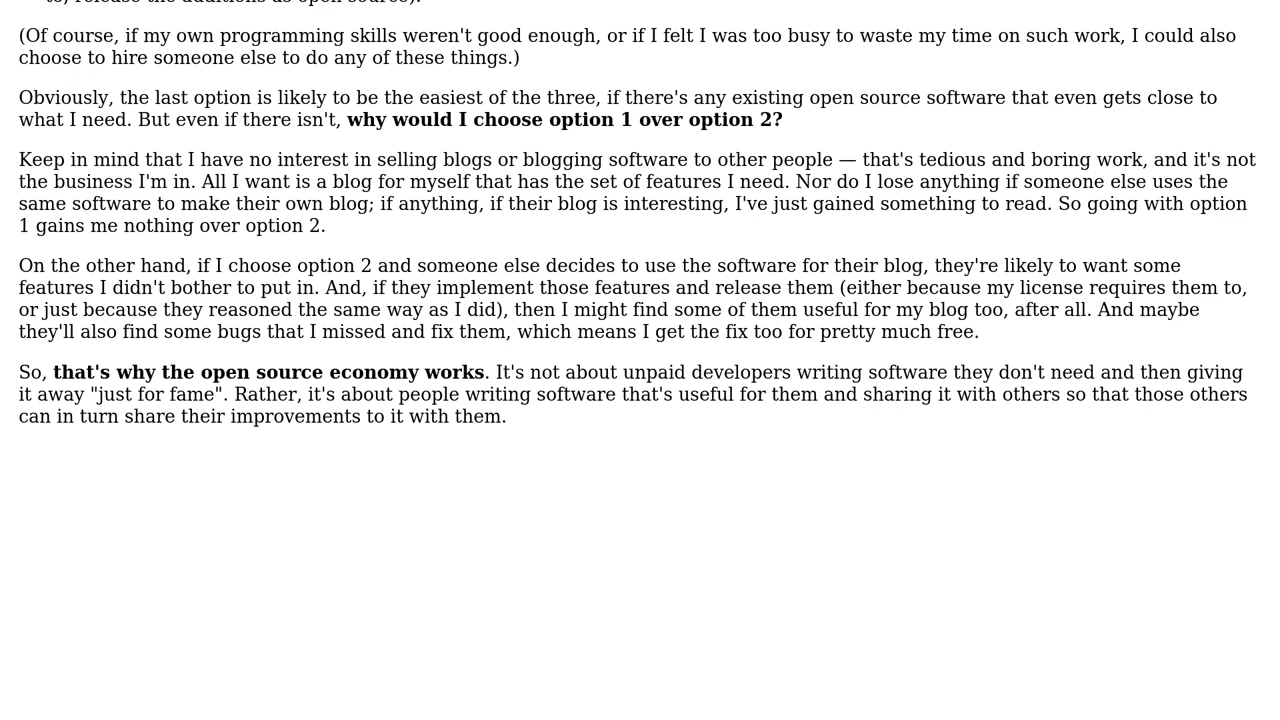 to, release the additions as open source).
(Of course, if my own programming skills weren't good enough, or if I felt I was too busy to waste my time on such work, I could also
choose to hire someone else to do any of these things.)
Obviously, the last option is likely to be the easiest of the three, if there's any existing open source software that even gets close to
what I need. But even if there isn't, why would I choose option 1 over option 2?
Keep in mind that I have no interest in selling blogs or blogging software to other people — that's tedious and boring work, and it's not
the business I'm in. All I want is a blog for myself that has the set of features I need. Nor do I lose anything if someone else uses the
same software to make their own blog; if anything, if their blog is interesting, I've just gained something to read. So going with option
1 gains me nothing over option 2.
On the other hand, if I choose option 2 and someone else decides to use the software for their blog, they're likely to want some
features I didn't bother to put in. And, if they implement those features and release them (either because my license requires them to,
or just because they reasoned the same way as I did), then I might find some of them useful for my blog too, after all. And maybe
they'll also find some bugs that I missed and fix them, which means I get the fix too for pretty much free.
So, that's why the open source economy works. It's not about unpaid developers writing software they don't need and then giving
it away "just for fame". Rather, it's about people writing software that's useful for them and sharing it with others so that those others
can in turn share their improvements to it with them.